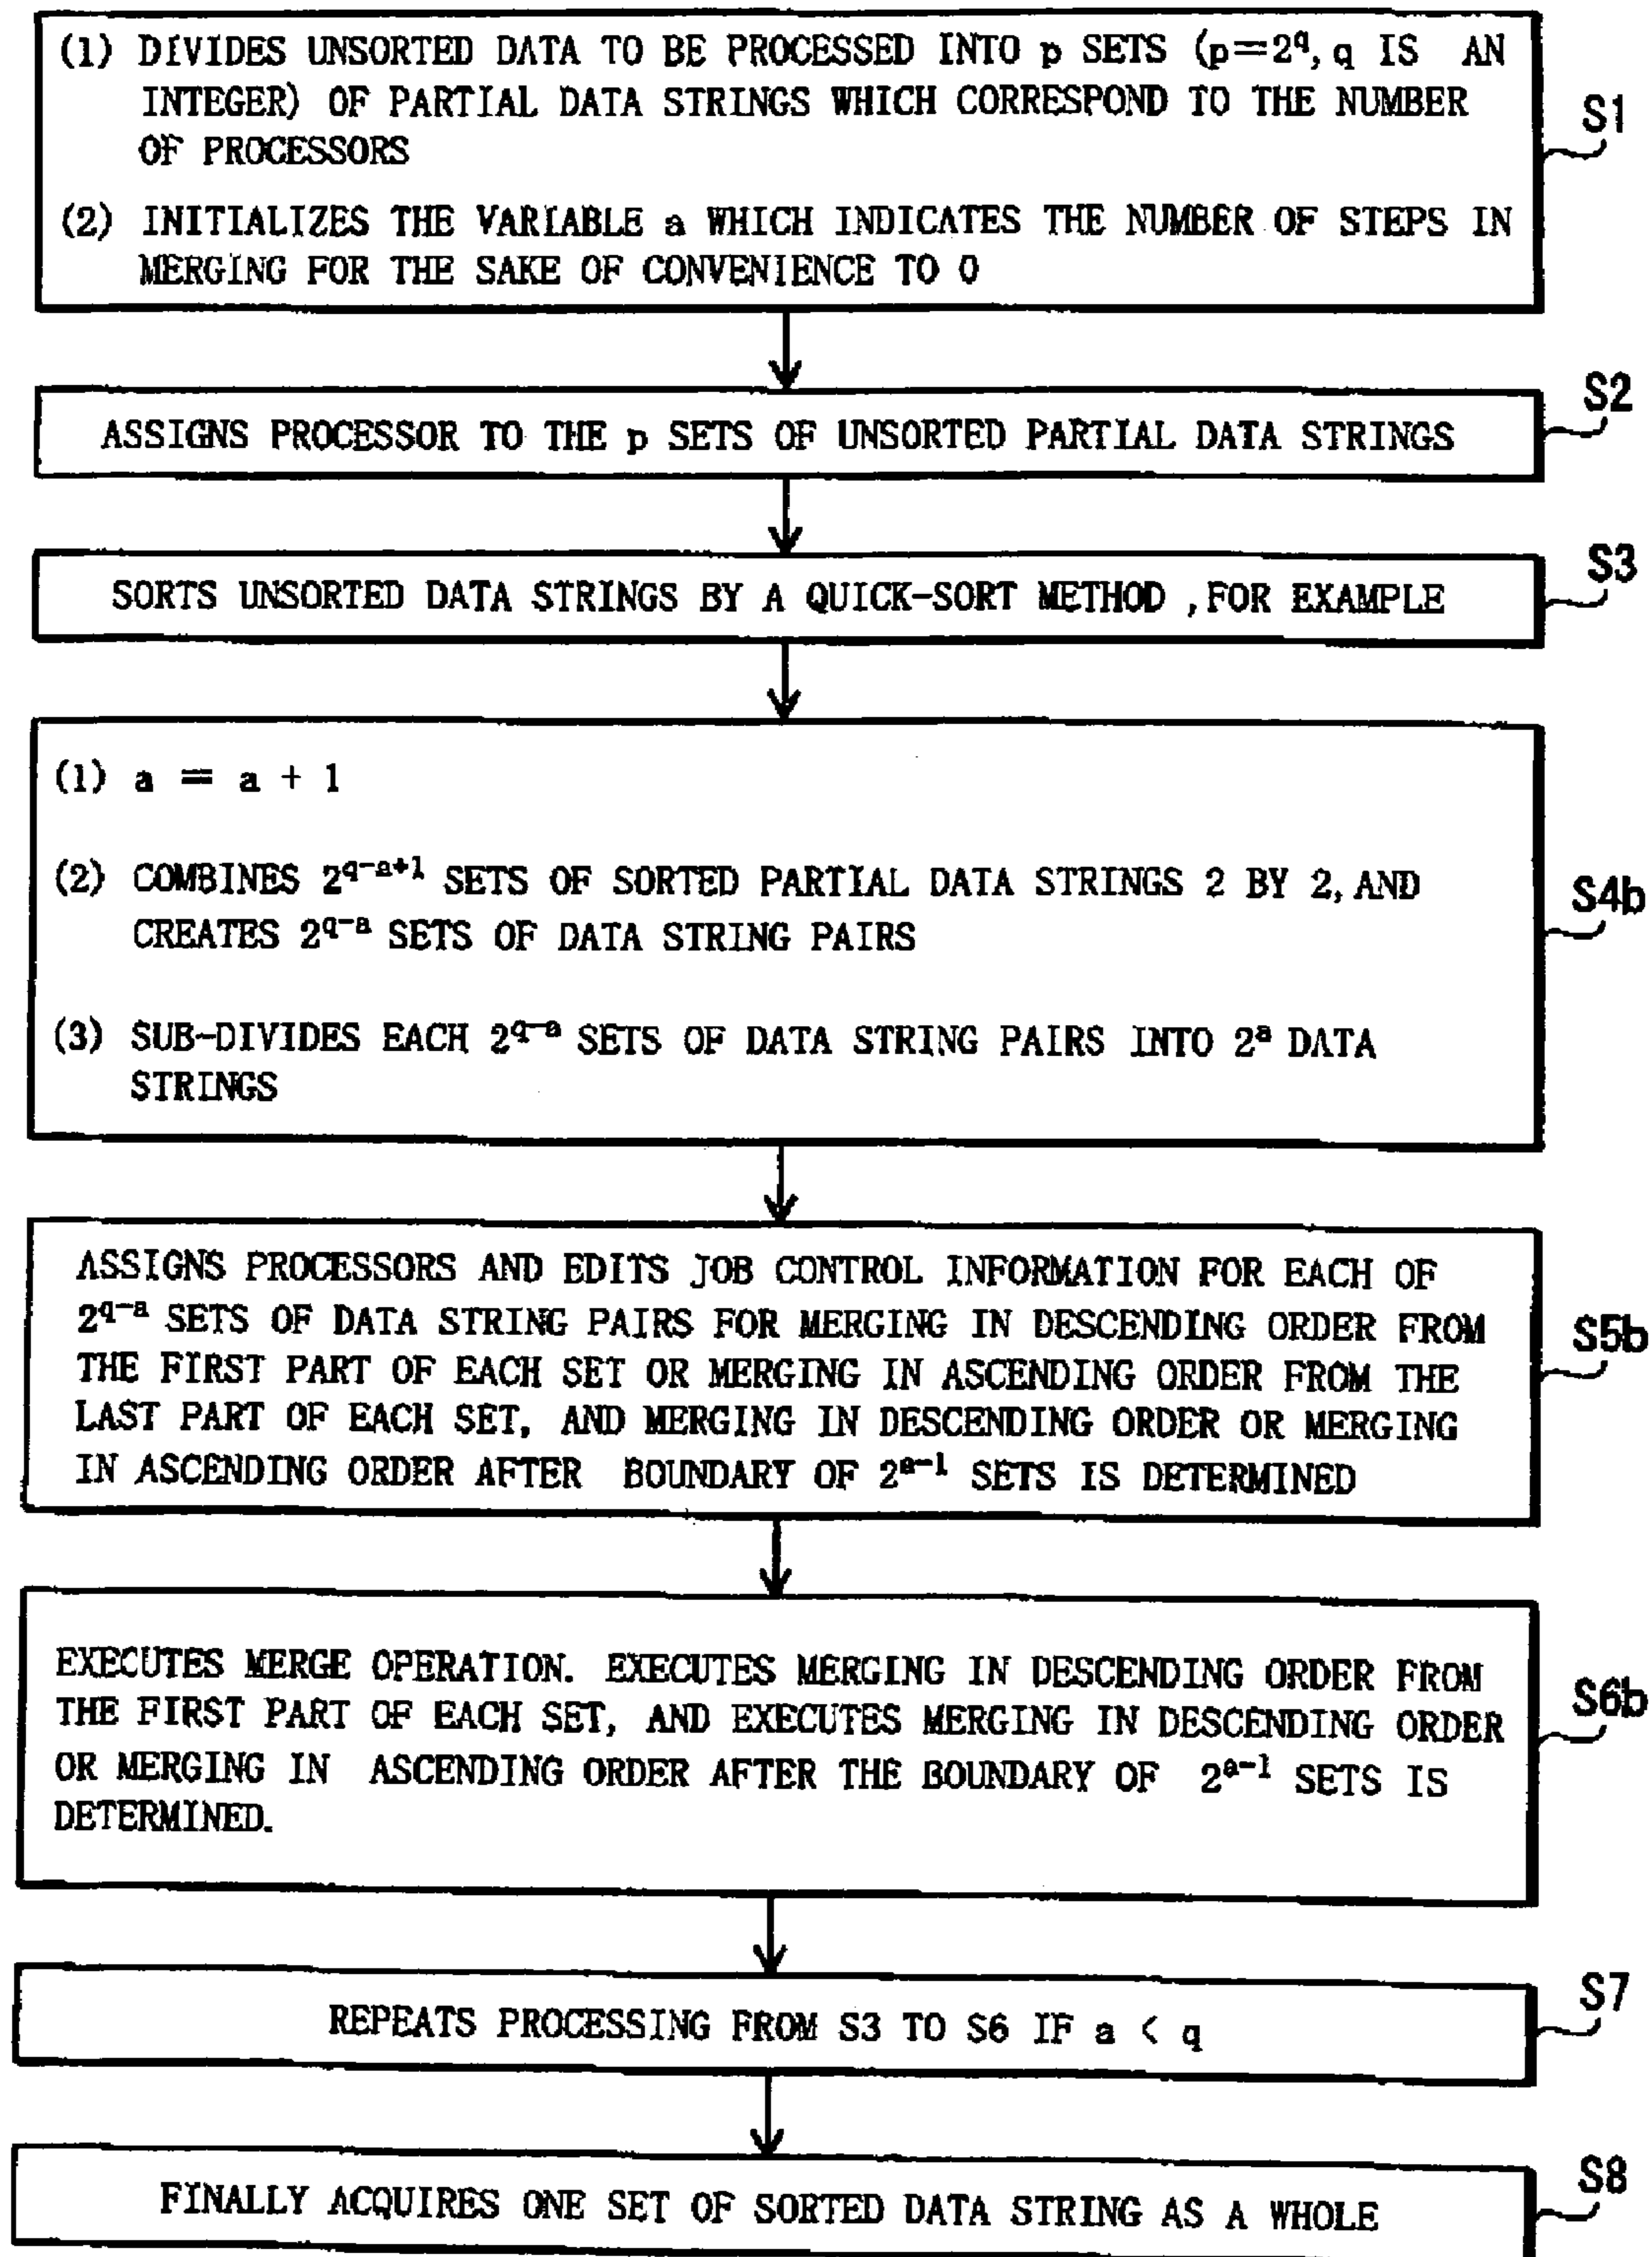 (1) DIVIDES UNSORTED DATA TO BE PROCESSED INTO p SETS (p=2^q, q IS AN
INTEGER) OF PARTIAL DATA STRINGS WHICH CORRESPOND TO THE NUMBER
OF PROCESSORS
(2) INITIALIZES THE VARIABLE a WHICH INDICATES THE NUMBER OF STEPS IN
MERGING FOR THE SAKE OF CONVENIENCE TO 0
S1
ASSIGNS PROCESSOR TO THE p SETS OF UNSORTED PARTIAL DATA STRINGS
S2
SORTS UNSORTED DATA STRINGS BY A QUICK-SORT METHOD , FOR EXAMPLE
S3
(1) a = a + 1
(2) COMBINES 2^{q-a+1} SETS OF SORTED PARTIAL DATA STRINGS 2 BY 2, AND
CREATES 2^{q-a} SETS OF DATA STRING PAIRS
(3) SUB-DIVIDES EACH 2^{q-a} SETS OF DATA STRING PAIRS INTO 2^a DATA
STRINGS
S4b
ASSIGNS PROCESSORS AND EDITS JOB CONTROL INFORMATION FOR EACH OF
2^{q-a} SETS OF DATA STRING PAIRS FOR MERGING IN DESCENDING ORDER FROM
THE FIRST PART OF EACH SET OR MERGING IN ASCENDING ORDER FROM THE
LAST PART OF EACH SET, AND MERGING IN DESCENDING ORDER OR MERGING
IN ASCENDING ORDER AFTER BOUNDARY OF 2^{a-1} SETS IS DETERMINED
S5b
EXECUTES MERGE OPERATION. EXECUTES MERGING IN DESCENDING ORDER FROM
THE FIRST PART OF EACH SET, AND EXECUTES MERGING IN DESCENDING ORDER
OR MERGING IN ASCENDING ORDER AFTER THE BOUNDARY OF 2^{a-1} SETS IS
DETERMINED.
S6b
REPEATS PROCESSING FROM S3 TO S6 IF a < q
S7
FINALLY ACQUIRES ONE SET OF SORTED DATA STRING AS A WHOLE
S8